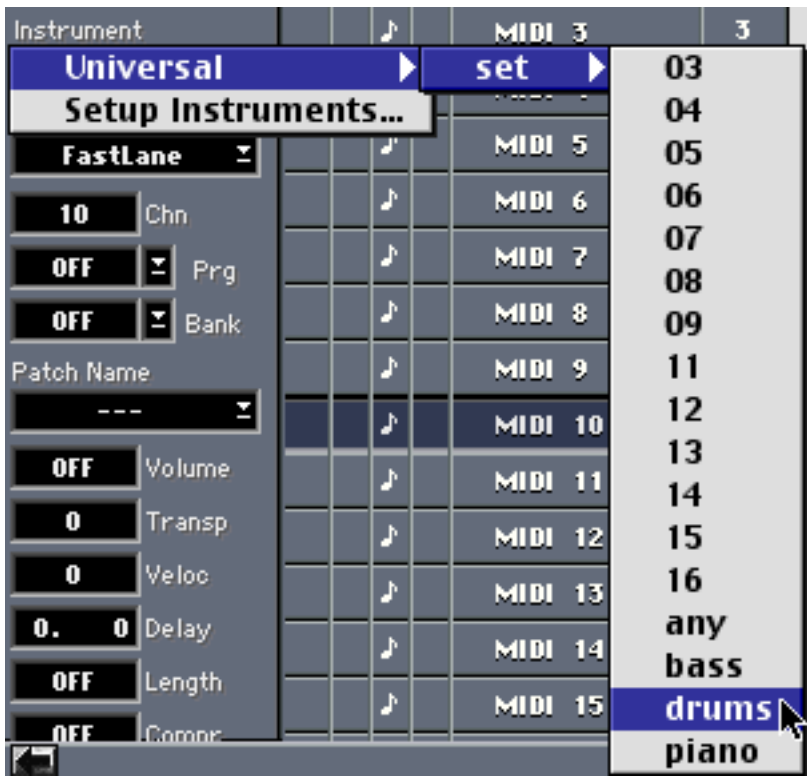 Instrument
MIDI 3 3
Universal set 03
Setup Instruments... 04
FastLane MIDI 5 05
10 Chn MIDI 6 06
OFF Prg MIDI 7 07
08
OFF Bank MIDI 8 09
Patch Name MIDI 9 11
--- MIDI 10 12
OFF Volume MIDI 11 13
14
0 Transp MIDI 12 15
0 Veloc MIDI 13 16
0. 0 Delay MIDI 14 any
bass
OFF Length MIDI 15 drums
OFF Compr.
piano